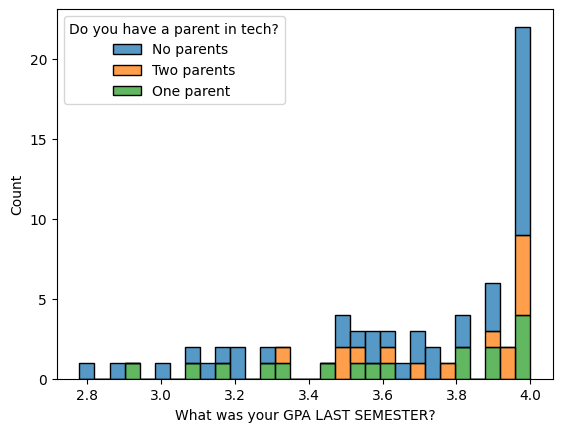 Do you have a parent in tech?
No parents
Two parents
One parent
20
15
10
5
0
Count
2.8 3.0 3.2 3.4 3.6 3.8 4.0
What was your GPA LAST SEMESTER?